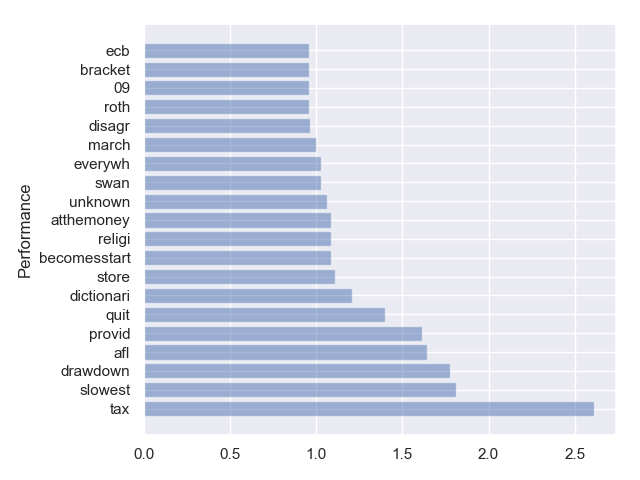 ecb
bracket
09
roth
disagr
march
everywh
swan
unknown
atthemoney
religi
becomesstart
store
dictionari
quit
provid
afl
drawdown
slowest
tax
Performance
0.0 0.5 1.0 1.5 2.0 2.5